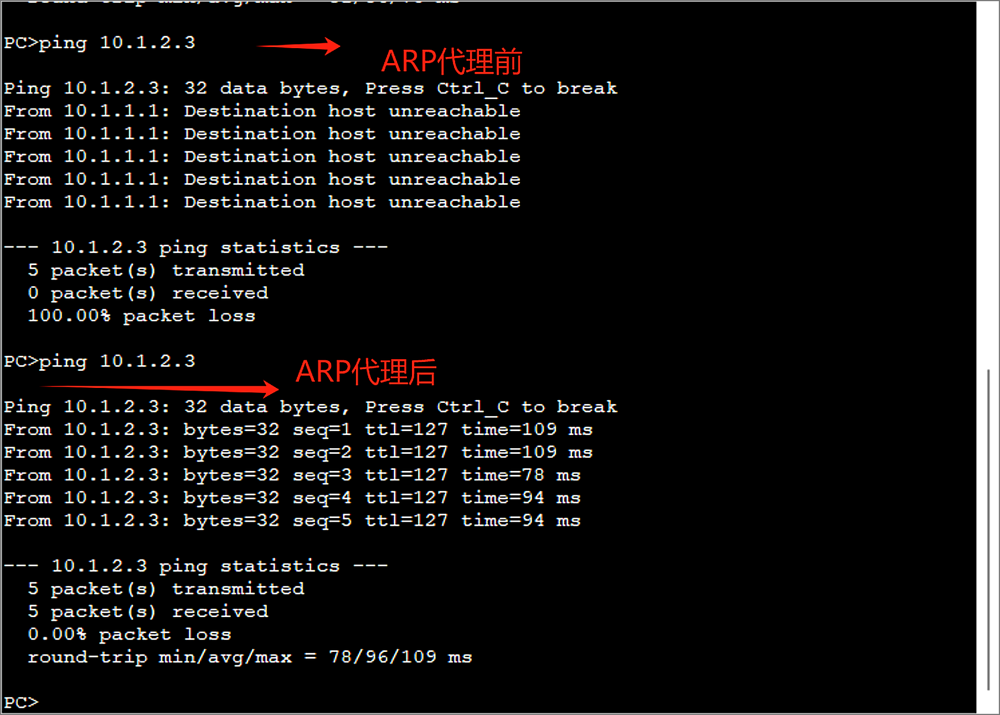 PC>ping 10.1.2.3
ARP代理前
Ping 10.1.2.3: 32 data bytes, Press Ctrl_C to break
From 10.1.1.1: Destination host unreachable
From 10.1.1.1: Destination host unreachable
From 10.1.1.1: Destination host unreachable
From 10.1.1.1: Destination host unreachable
From 10.1.1.1: Destination host unreachable
--- 10.1.2.3 ping statistics ---
5 packet(s) transmitted
0 packet(s) received
100.00% packet loss
PC>ping 10.1.2.3
ARP代理后
Ping 10.1.2.3: 32 data bytes, Press Ctrl_C to break
From 10.1.2.3: bytes=32 seq=1 ttl=127 time=109 ms
From 10.1.2.3: bytes=32 seq=2 ttl=127 time=109 ms
From 10.1.2.3: bytes=32 seq=3 ttl=127 time=78 ms
From 10.1.2.3: bytes=32 seq=4 ttl=127 time=94 ms
From 10.1.2.3: bytes=32 seq=5 ttl=127 time=94 ms
--- 10.1.2.3 ping statistics ---
5 packet(s) transmitted
5 packet(s) received
0.00% packet loss
round-trip min/avg/max = 78/96/109 ms
PC>